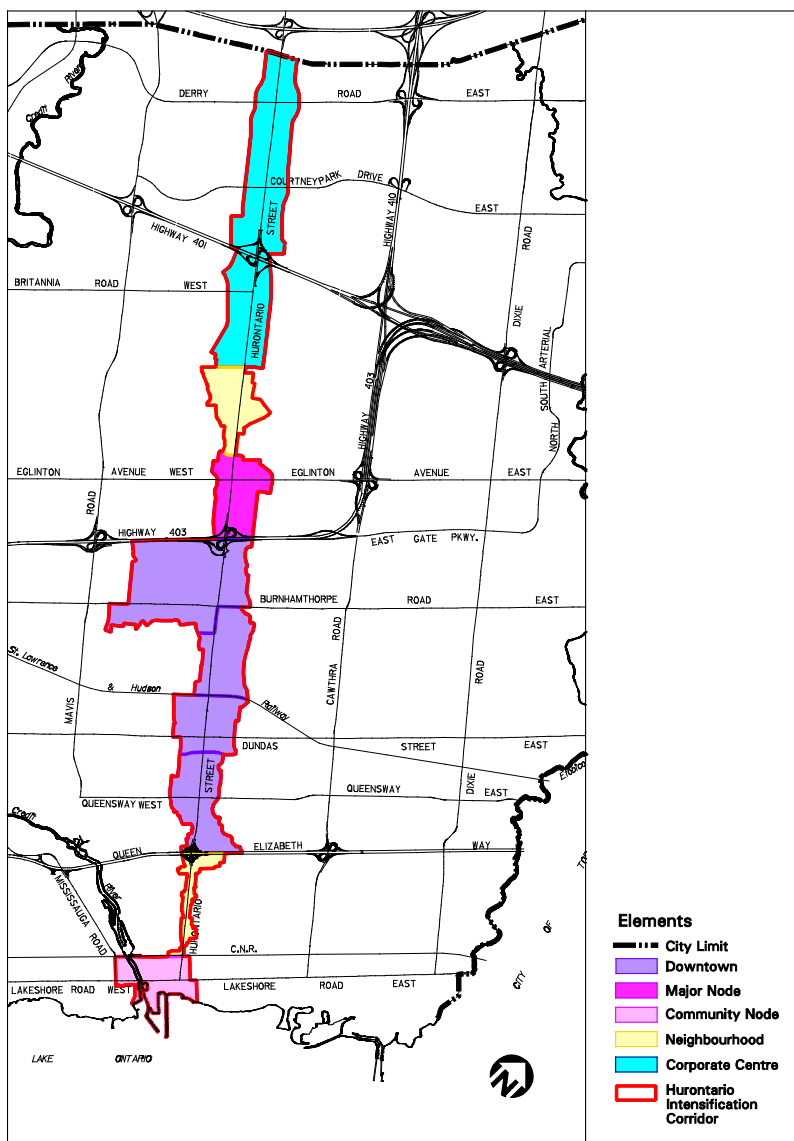 DERRY ROAD EAST
River
Credit
COURTNEYPARK DRIVE EAST
HIGHWAY 401
STREET
HIGHWAY 410
ROAD
BRITANNIA ROAD WEST
HURONTARIO
DIXIE
SOUTH ARTERIAL
NORTH
HIGHWAY 403
EGLINTON AVENUE WEST
EGLINTON AVENUE EAST
ROAD
HIGHWAY 403
EAST GATE PKWY.
BURNHAMTHORPE ROAD EAST
ROAD
CAWTHRA
ROAD
St. Lawrence & Hudson Railway
MAVIS
DUNDAS STREET EAST
STREET
DIXIE
QUEENSWAY WEST
QUEENSWAY EAST
Credit
River
QUEEN ELIZABETH WAY
MISSISSAUGA ROAD
HURONTARIO
C.N.R.
LAKESHORE ROAD WEST
LAKESHORE ROAD EAST
CITY OF
LAKE ONTARIO
N
Elements
City Limit
Downtown
Major Node
Community Node
Neighbourhood
Corporate Centre
Hurontario
Intensification
Corridor